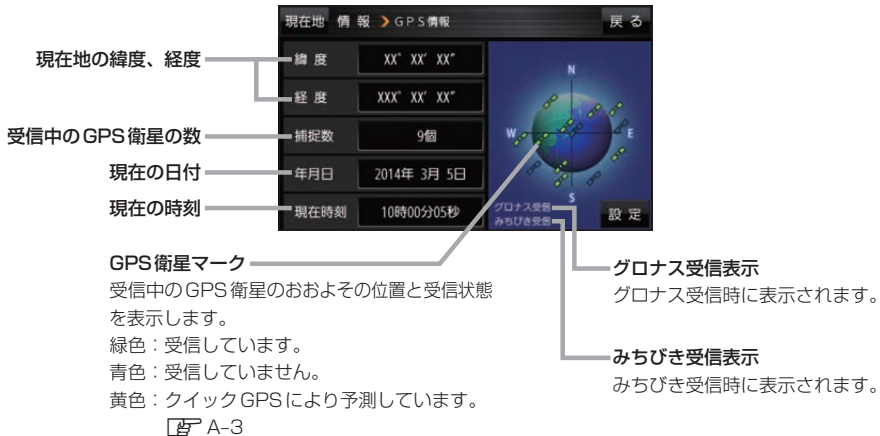 現在地 情 報 GPS情報 戻 る
緯 度 XX° XX′ XX″
経 度 XXX° XX′ XX″
捕捉数 9個
年月日 2014年 3月 5日
現在時刻 10時00分05秒
N
W E
S
グロナス受信
みちびき受信
設 定
現在地の緯度、経度
受信中のGPS衛星の数
現在の日付
現在の時刻
GPS衛星マーク
受信中のGPS衛星のおおよその位置と受信状態
を表示します。
緑色：受信しています。
青色：受信していません。
黄色：クイックGPSにより予測しています。
A-3
グロナス受信表示
グロナス受信時に表示されます。
みちびき受信表示
みちびき受信時に表示されます。